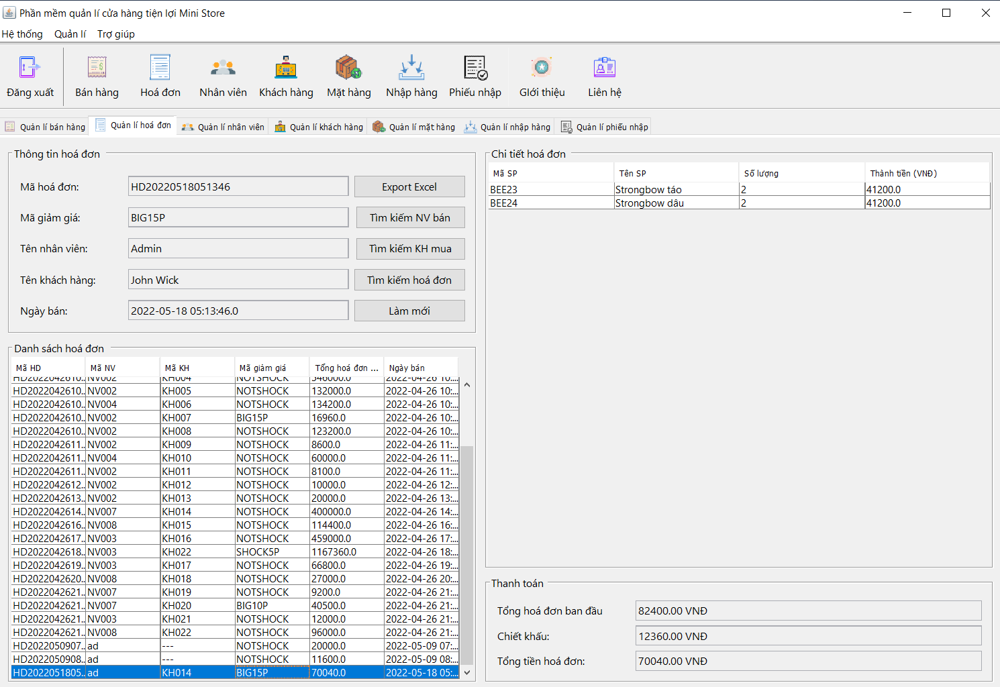 Phần mềm quản lí cửa hàng tiện lợi Mini Store
Hệ thống Quản lí Trợ giúp
Đăng xuất Bán hàng Hoá đơn Nhân viên Khách hàng Mặt hàng Nhập hàng Phiếu nhập GIới thiệu Liên hệ
Quản lí bán hàng Quản lí hoá đơn Quản lí nhân viên Quản lí khách hàng Quản lí mặt hàng Quản lí nhập hàng Quản lí phiếu nhập
Thông tin hoá đơn
Mã hoá đơn: HD20220518051346 Export Excel
Mã giảm giá: BIG15P Tìm kiếm NV bán
Tên nhân viên: Admin Tìm kiếm KH mua
Tên khách hàng: John Wick Tìm kiếm hoá đơn
Ngày bán: 2022-05-18 05:13:46.0 Làm mới
Danh sách hoá đơn
Mã HD Mã NV Mã KH Mã giảm giá Tổng hoá đơn ... Ngày bán
HD2022042610.. NV002 KH004 NOTSHOCK 546000.0 2022-04-26 10:...
HD2022042610.. NV002 KH005 NOTSHOCK 132000.0 2022-04-26 10:...
HD2022042610.. NV004 KH006 NOTSHOCK 134200.0 2022-04-26 10:...
HD2022042610.. NV002 KH007 BIG15P 16960.0 2022-04-26 10:...
HD2022042610.. NV002 KH008 NOTSHOCK 123200.0 2022-04-26 10:...
HD2022042611.. NV002 KH009 NOTSHOCK 8600.0 2022-04-26 11:...
HD2022042611.. NV004 KH010 NOTSHOCK 60000.0 2022-04-26 11:...
HD2022042611.. NV002 KH011 NOTSHOCK 8100.0 2022-04-26 11:...
HD2022042612.. NV002 KH012 NOTSHOCK 10000.0 2022-04-26 12:...
HD2022042613.. NV002 KH013 NOTSHOCK 20000.0 2022-04-26 13:...
HD2022042614.. NV007 KH014 NOTSHOCK 400000.0 2022-04-26 14:...
HD2022042616.. NV008 KH015 NOTSHOCK 114400.0 2022-04-26 16:...
HD2022042617.. NV003 KH016 NOTSHOCK 459000.0 2022-04-26 17:...
HD2022042618.. NV003 KH022 SHOCK5P 1167360.0 2022-04-26 18:...
HD2022042619.. NV003 KH017 NOTSHOCK 66800.0 2022-04-26 19:...
HD2022042620.. NV008 KH018 NOTSHOCK 27000.0 2022-04-26 20:...
HD2022042621.. NV007 KH019 NOTSHOCK 9200.0 2022-04-26 21:...
HD2022042621.. NV007 KH020 BIG10P 40500.0 2022-04-26 21:...
HD2022042621.. NV003 KH021 NOTSHOCK 12000.0 2022-04-26 21:...
HD2022042621.. NV008 KH022 NOTSHOCK 96000.0 2022-04-26 21:...
HD2022050907.. ad --- NOTSHOCK 20000.0 2022-05-09 07:...
HD2022050908.. ad --- NOTSHOCK 11600.0 2022-05-09 08:...
HD2022051805.. ad KH014 BIG15P 70040.0 2022-05-18 05:...
Chi tiết hoá đơn
Mã SP Tên SP Số lượng Thành tiền (VNĐ)
BEE23 Strongbow táo 2 41200.0
BEE24 Strongbow dâu 2 41200.0
Thanh toán
Tổng hoá đơn ban đầu 82400.00 VNĐ
Chiết khấu: 12360.00 VNĐ
Tổng tiền hoá đơn: 70040.00 VNĐ